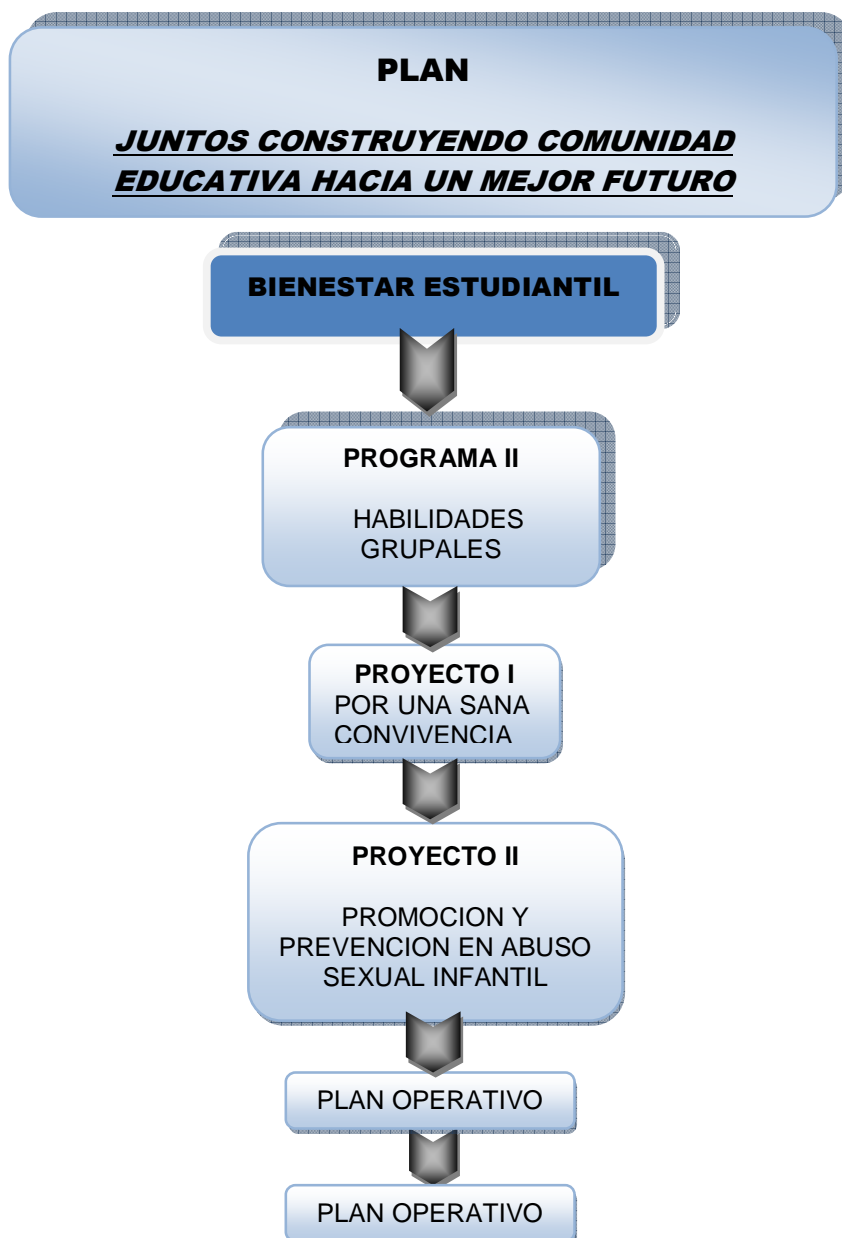 PLAN
JUNTOS CONSTRUYENDO COMUNIDAD
EDUCATIVA HACIA UN MEJOR FUTURO
BIENESTAR ESTUDIANTIL
PROGRAMA II
HABILIDADES
GRUPALES
PROYECTO I
POR UNA SANA
CONVIVENCIA
PROYECTO II
PROMOCION Y
PREVENCION EN ABUSO
SEXUAL INFANTIL
PLAN OPERATIVO
PLAN OPERATIVO